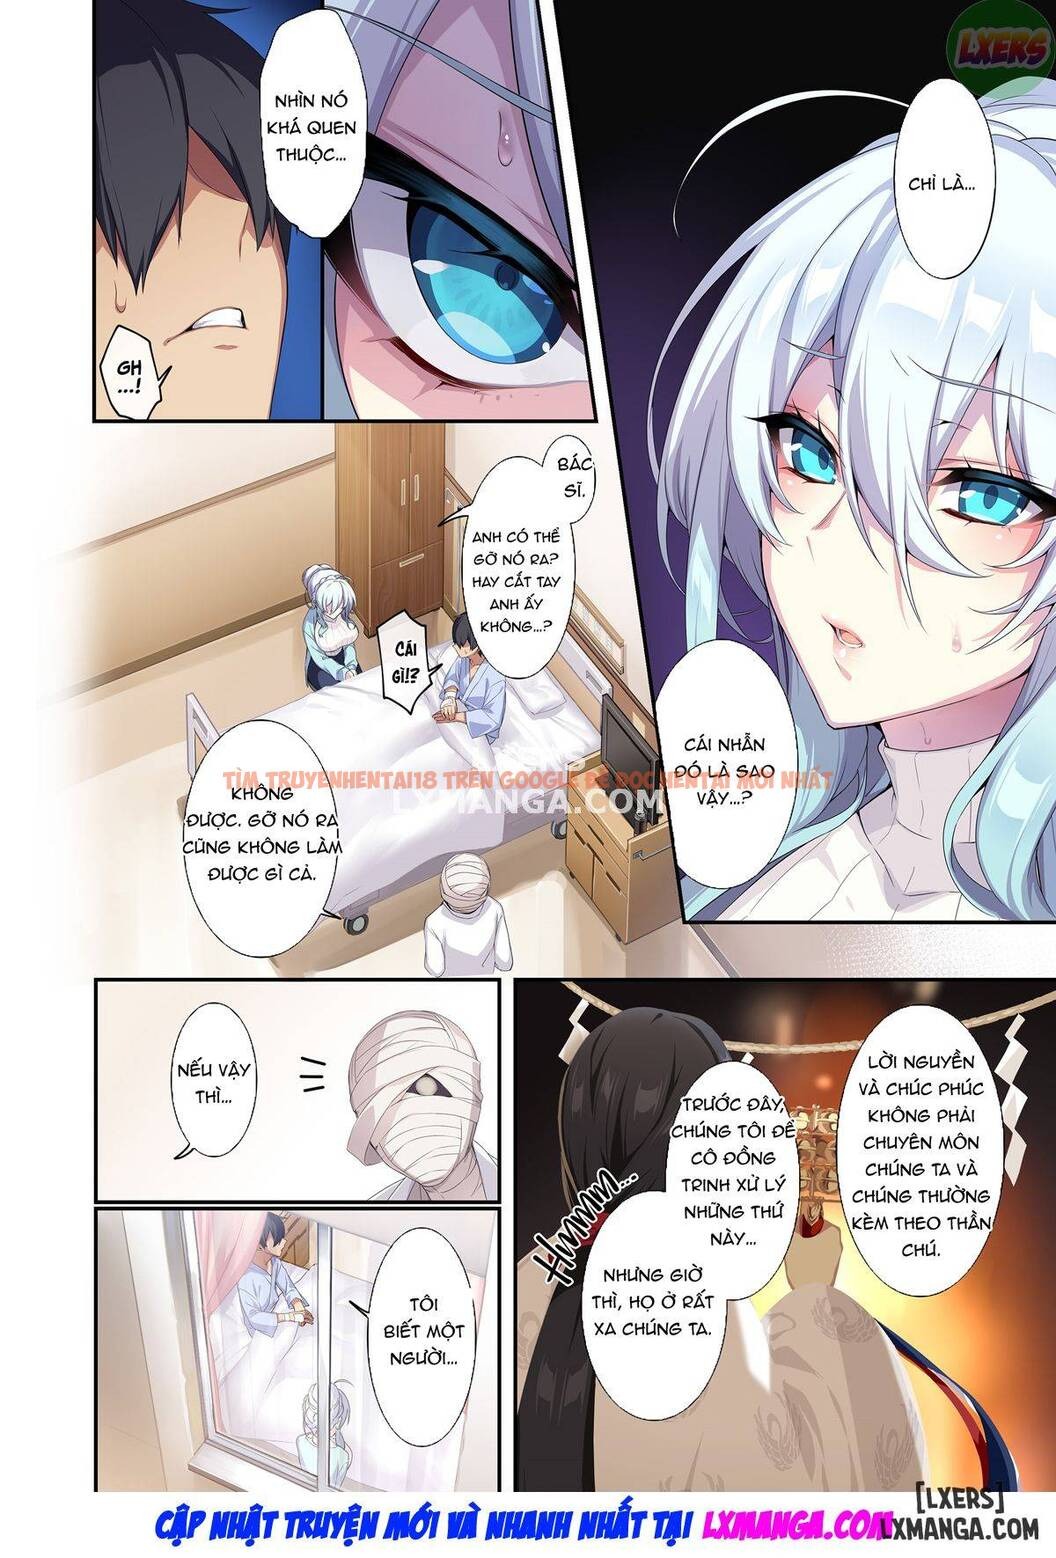 LXERS
CHỈ LÀ...
CÁI NHẪN
ĐÓ LÀ SAO
VẬY...?
NHÌN NÓ
KHÁ QUEN
THUỘC...
GH
...!
BÁC
SĨ.
ANH CÓ THỂ
GỠ NÓ RA?
HAY CẮT TAY
ANH ẤY
KHÔNG...?
CÁI
GÌ!?
KHÔNG
ĐƯỢC. GỠ NÓ RA
CŨNG KHÔNG LÀM
ĐƯỢC GÌ CẢ.
TÌM TRUYENHENTAI18 TRÊN GOOGLE ĐỂ ĐỌC HENTAI MỚI NHẤT
LXMANGA.COM
LỜI NGUYỀN
VÀ CHÚC PHÚC
KHÔNG PHẢI
CHUYÊN MÔN
CHÚNG TA VÀ
CHÚNG THƯỜNG
KÈM THEO THẦN
CHÚ.
TRƯỚC ĐÂY,
CHÚNG TÔI ĐỂ
CÔ ĐỒNG
TRINH XỬ LÝ
NHỮNG THỨ
NÀY...
NHƯNG GIỜ
THÌ, HỌ Ở RẤT
XA CHÚNG TA.
HMMM...
NẾU VẬY
THÌ...
TÔI
BIẾT MỘT
NGƯỜI...
[LXERS]
LXMANGA.COM
CẬP NHẬT TRUYỆN MỚI VÀ NHANH NHẤT TẠI LXMANGA.COM